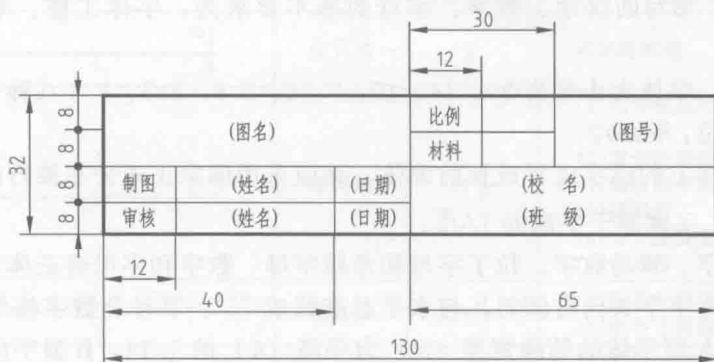 30
12
8
比例
(图名)
(图号)
材料
32
8
制图
(姓名)
(日期)
(校 名)
8
审核
(姓名)
(日期)
(班 级)
12
40
65
130